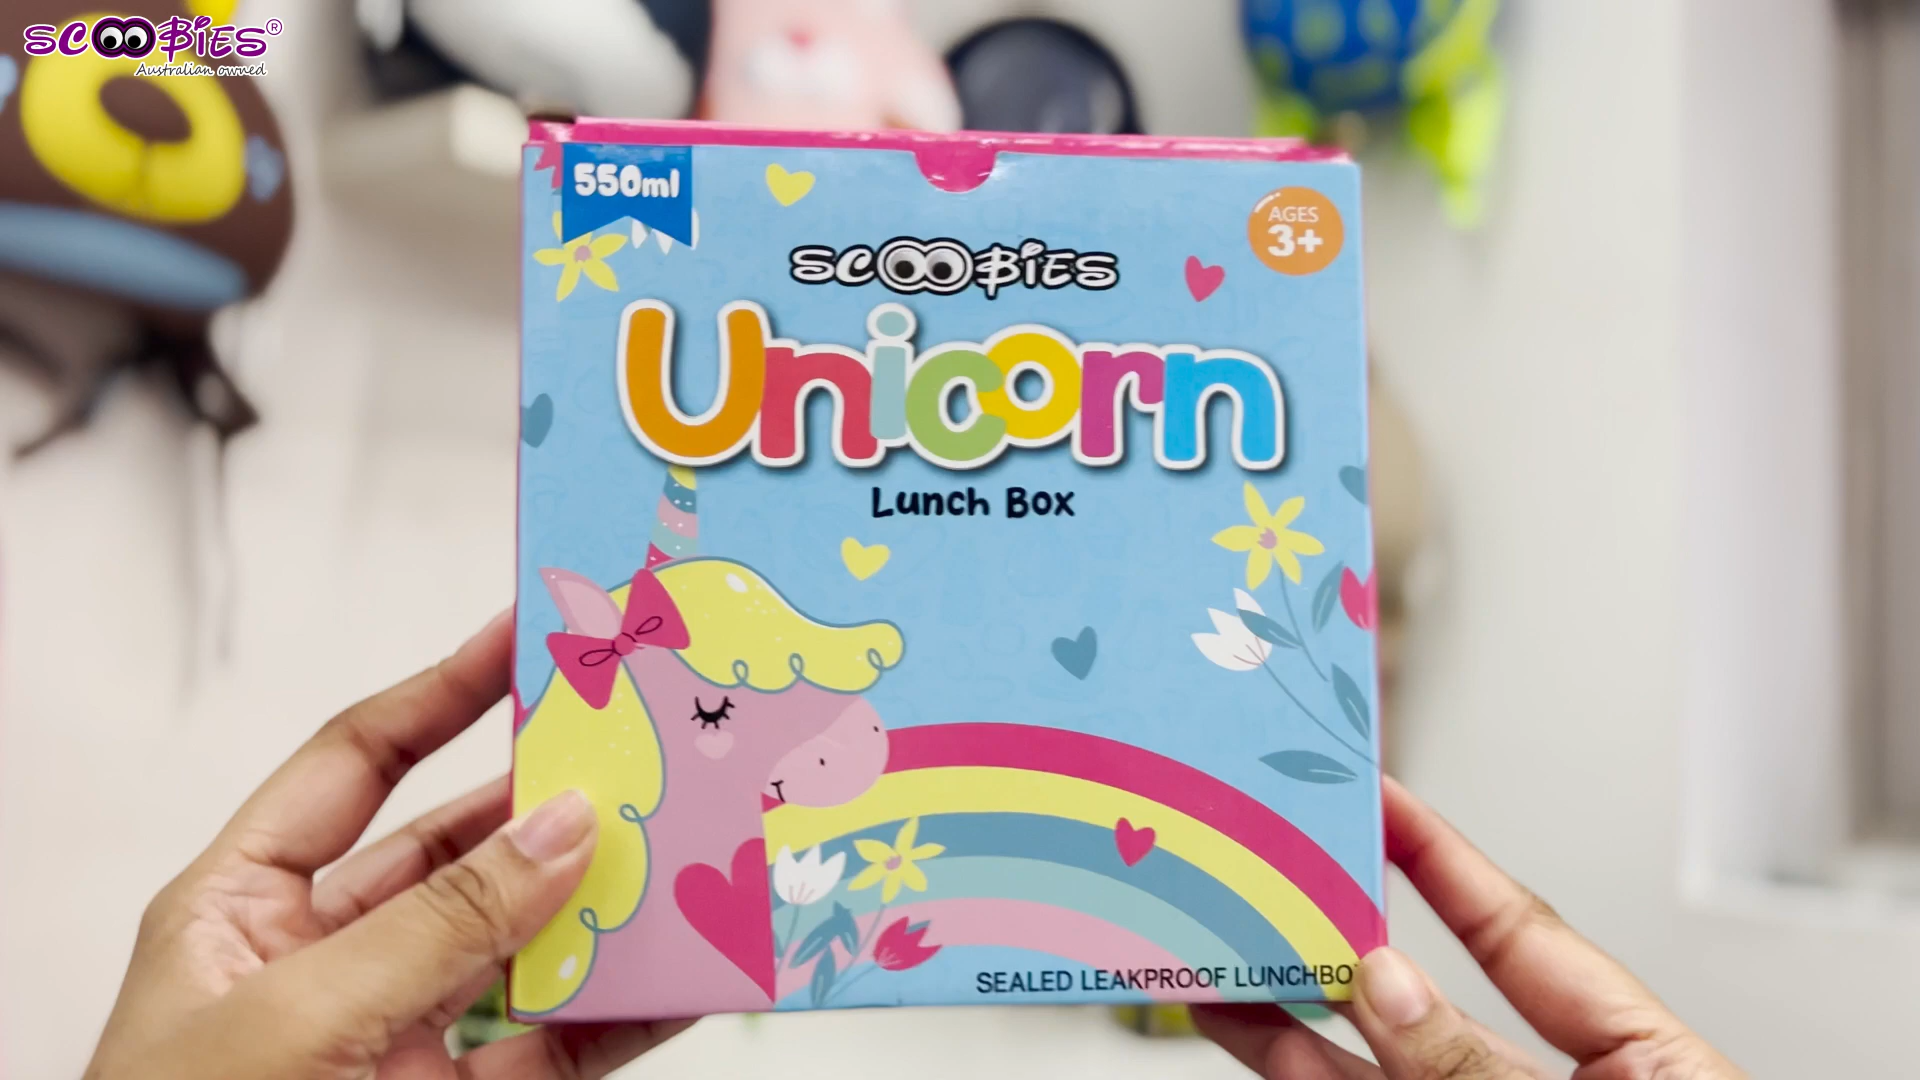 SCOOBIES®
Australian owned
550ml
AGES
3+
SCOOBIES
Unicorn
Lunch Box
SEALED LEAKPROOF LUNCHBO